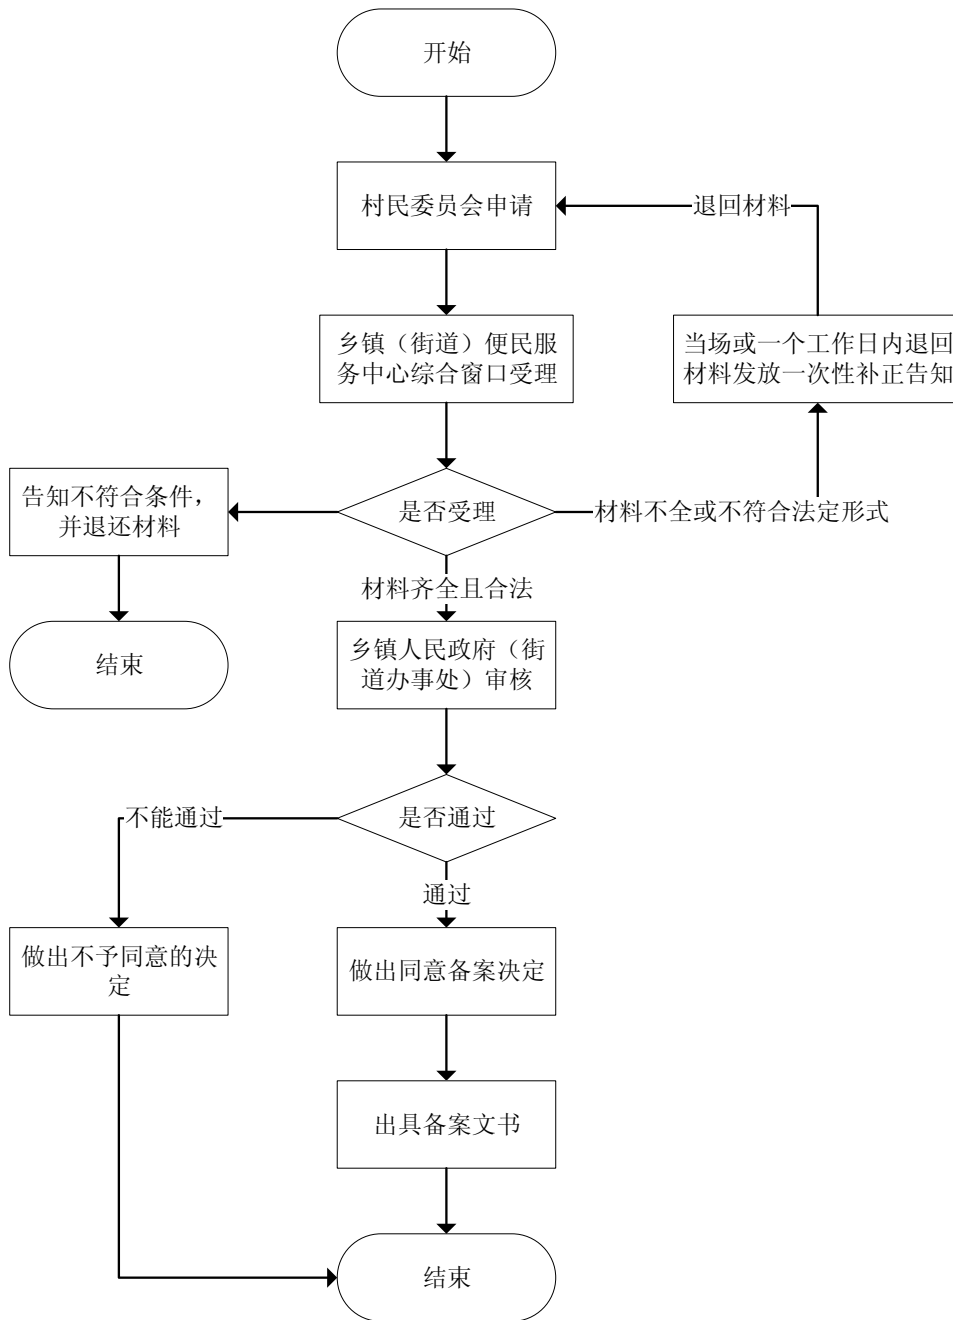 开始
村民委员会申请
退回材料
乡镇（街道）便民服
务中心综合窗口受理
当场或一个工作日内退回
材料发放一次性补正告知
告知不符合条件，
并退还材料
是否受理
材料不全或不符合法定形式
材料齐全且合法
结束
乡镇人民政府（街
道办事处）审核
不能通过
是否通过
通过
做出不予同意的决
定
做出同意备案决定
出具备案文书
结束